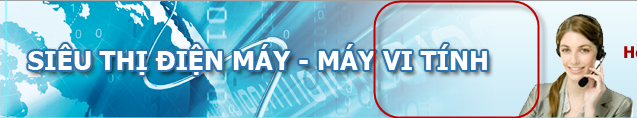 SIÊU THỊ ĐIỆN MÁY - MÁY VI TÍNH